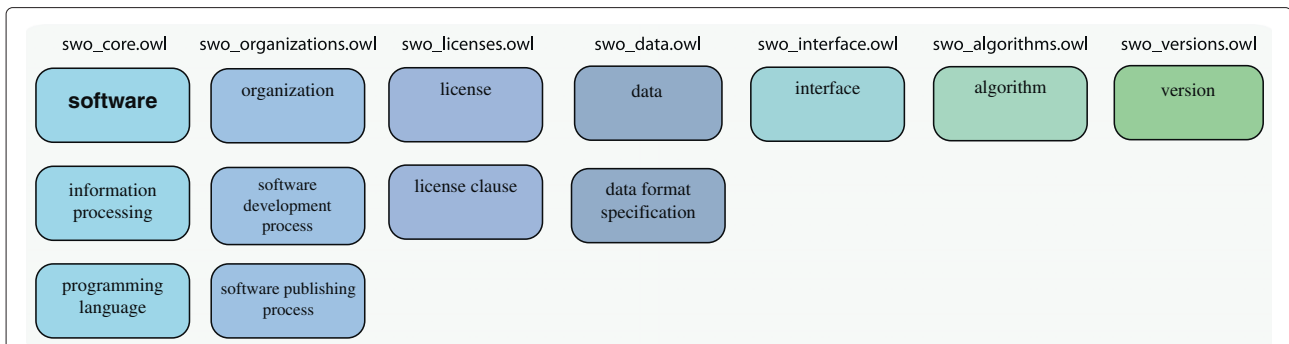 swo_core.owl swo_organizations.owl swo_licenses.owl swo_data.owl swo_interface.owl swo_algorithms.owl swo_versions.owl
software organization license data interface algorithm version
information
processing
software
development
process
license clause
data format
specification
programming
language
software publishing
process